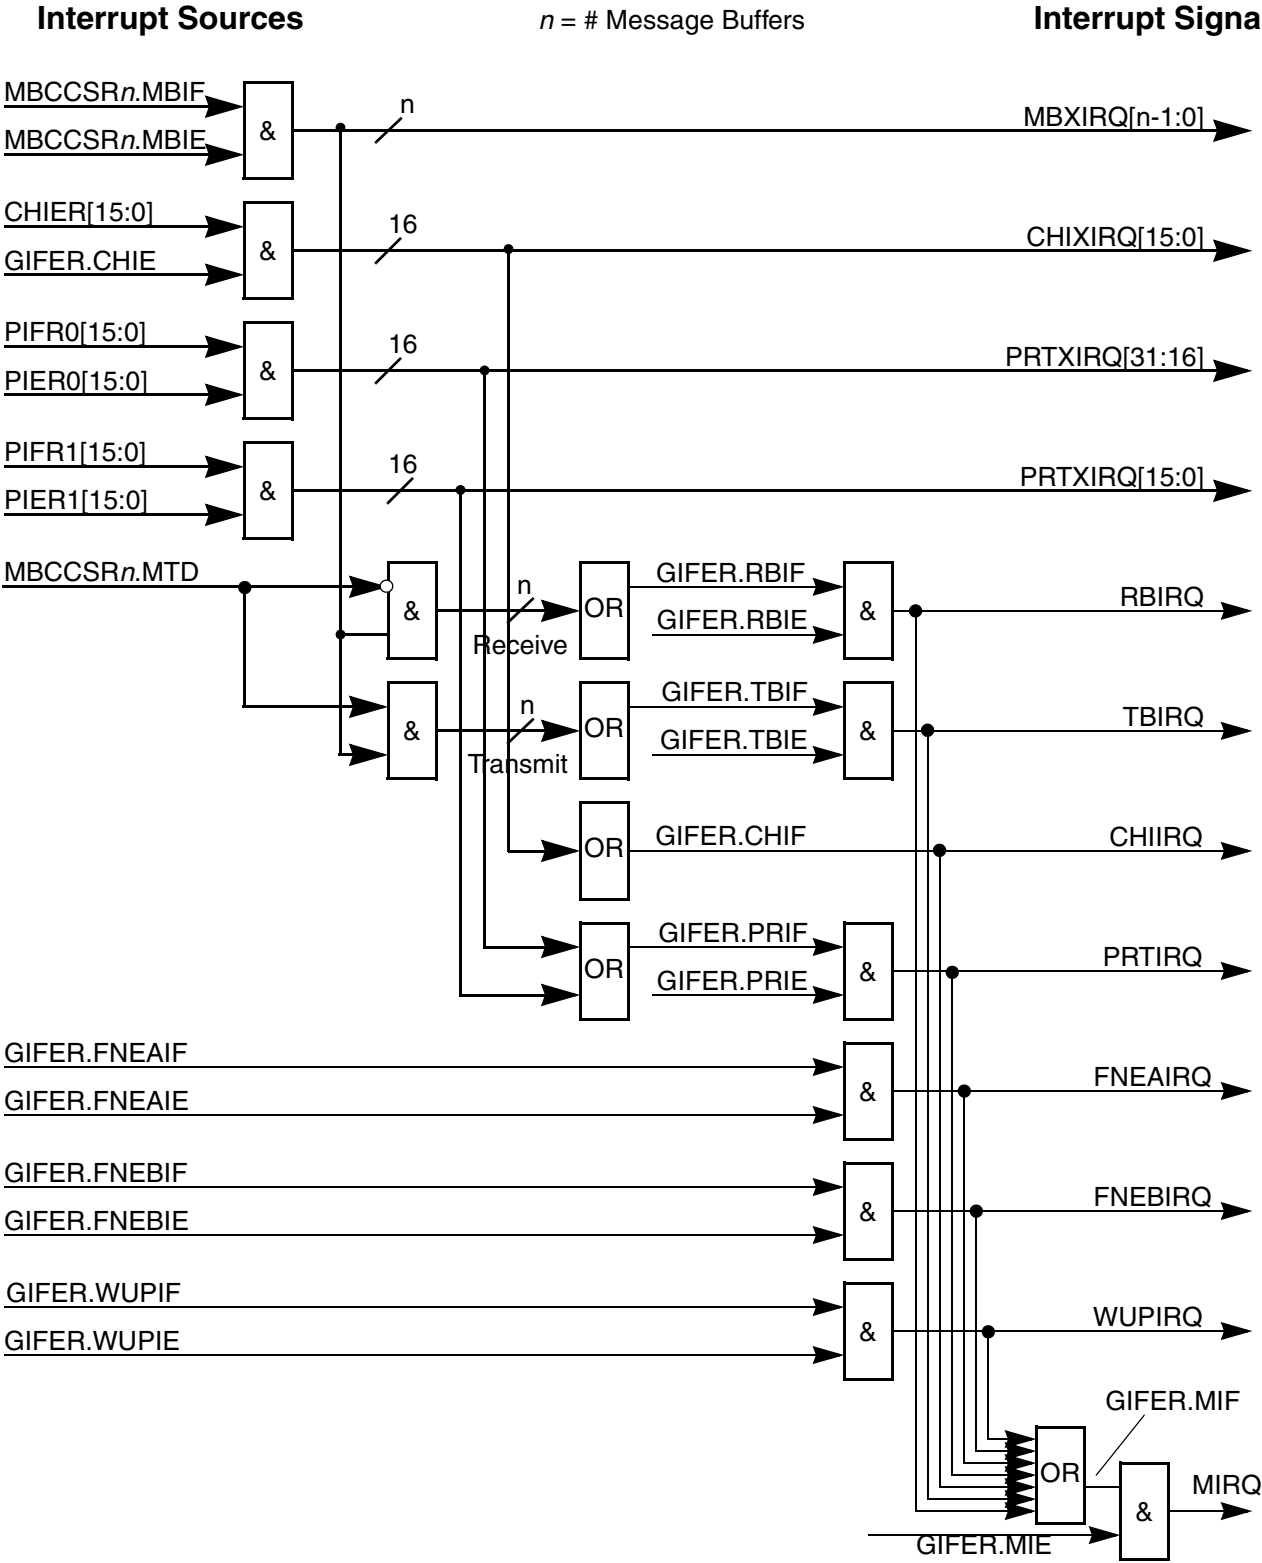 Interrupt Sources
n = # Message Buffers
Interrupt Signa
MBCCSRn.MBIF
MBCCSRn.MBIE
&
n
MBXIRQ[n-1:0]
CHIER[15:0]
GIFER.CHIE
&
16
CHIXIRQ[15:0]
PIFR0[15:0]
PIER0[15:0]
&
16
PRTXIRQ[31:16]
PIFR1[15:0]
PIER1[15:0]
&
16
PRTXIRQ[15:0]
MBCCSRn.MTD
&
n
Receive
OR
GIFER.RBIF
GIFER.RBIE
&
RBIRQ
&
n
Transmit
OR
GIFER.TBIF
GIFER.TBIE
&
TBIRQ
OR
GIFER.CHIF
CHIIRQ
OR
GIFER.PRIF
GIFER.PRIE
&
PRTIRQ
GIFER.FNEAIF
GIFER.FNEAIE
&
FNEAIRQ
GIFER.FNEBIF
GIFER.FNEBIE
&
FNEBIRQ
GIFER.WUPIF
GIFER.WUPIE
&
WUPIRQ
GIFER.MIF
OR
&
MIRQ
GIFER.MIE